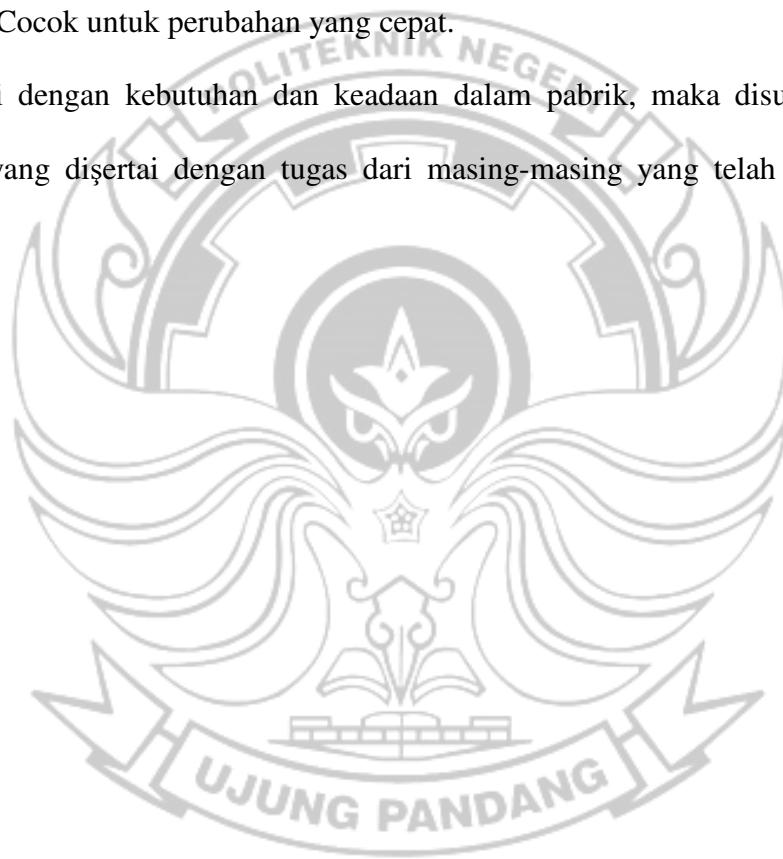 Cocok untuk perubahan yang cepat.
POLITEKNIK NEGERI
i dengan kebutuhan dan keadaan dalam pabrik, maka disu
yang dişertai dengan tugas dari masing-masing yang telah
UJUNG PANDANG